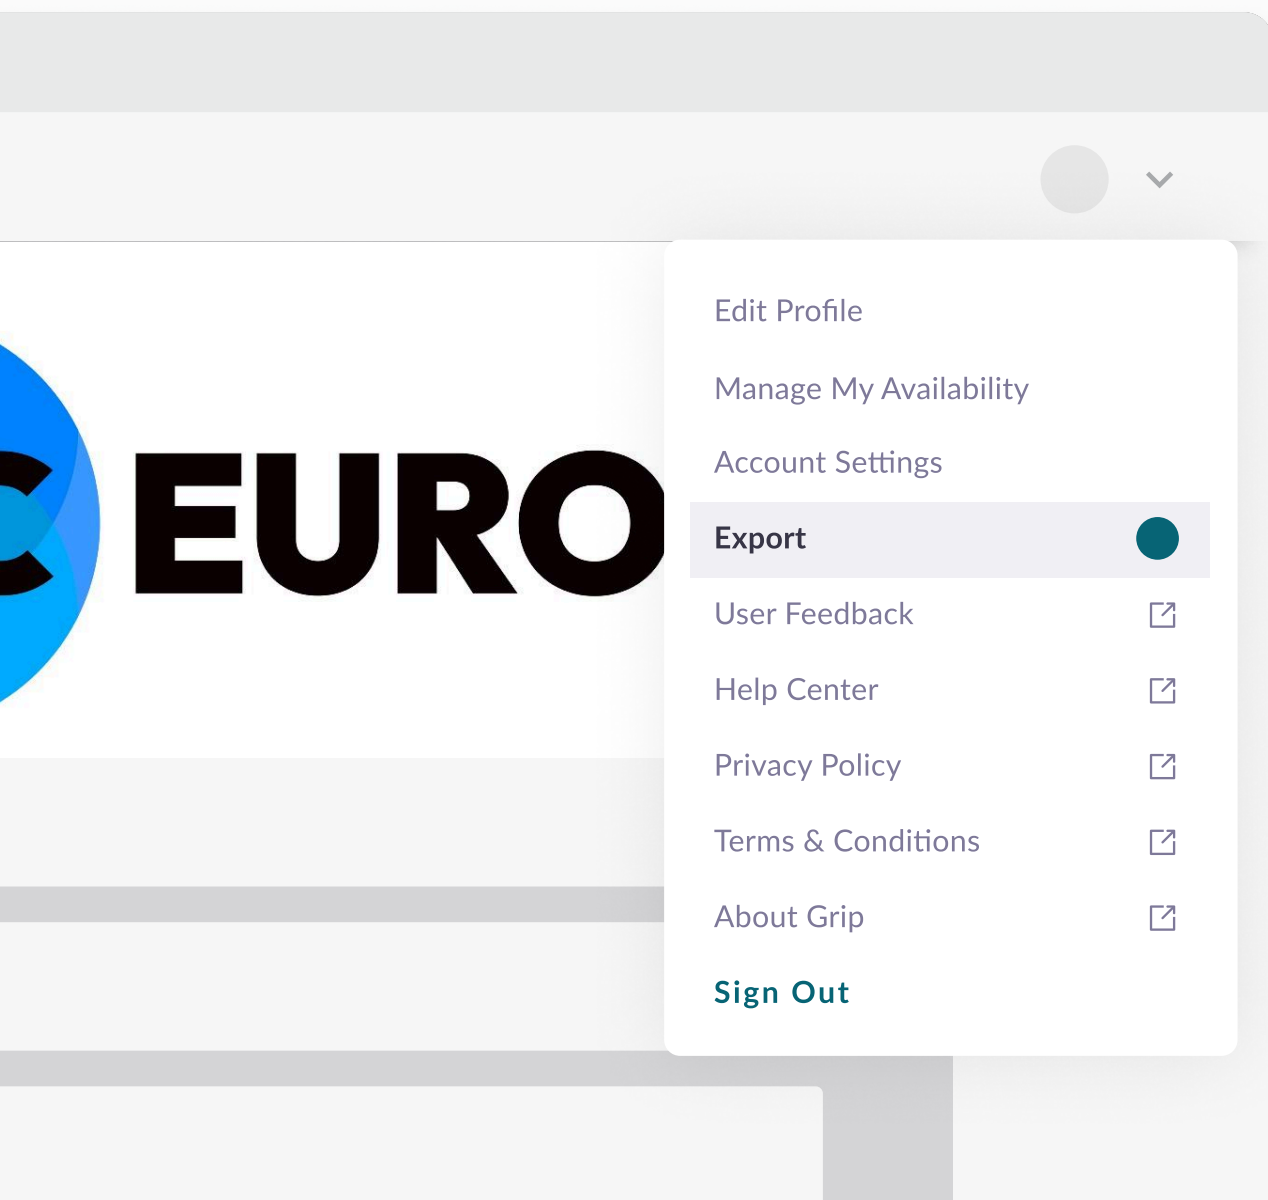 C EURO
Edit Profile
Manage My Availability
Account Settings
Export
User Feedback
Help Center
Privacy Policy
Terms & Conditions
About Grip
Sign Out